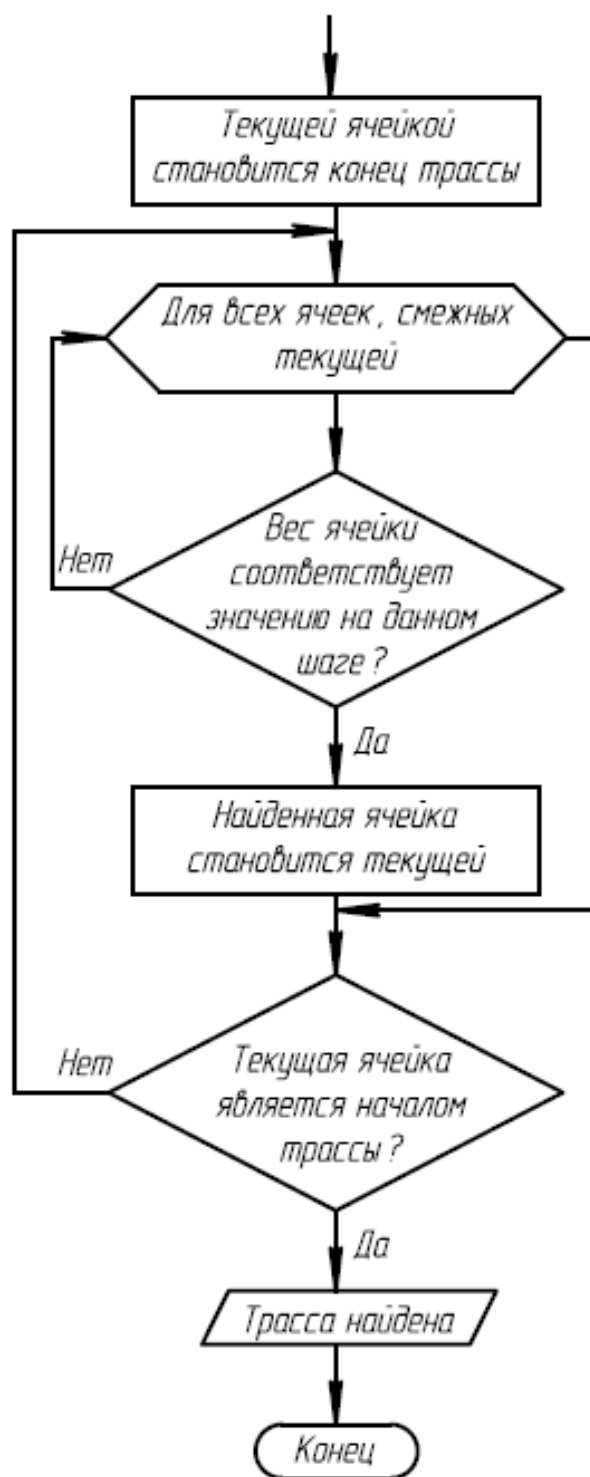 Текущей ячейкой
становится конец трассы
Для всех ячеек, смежных
текущей
Вес ячейки
соответствует
значению на данном
шаге?
Нет
Да
Найденная ячейка
становится текущей
Нет
Текущая ячейка
является началом
трассы?
Да
Трасса найдена
Конец